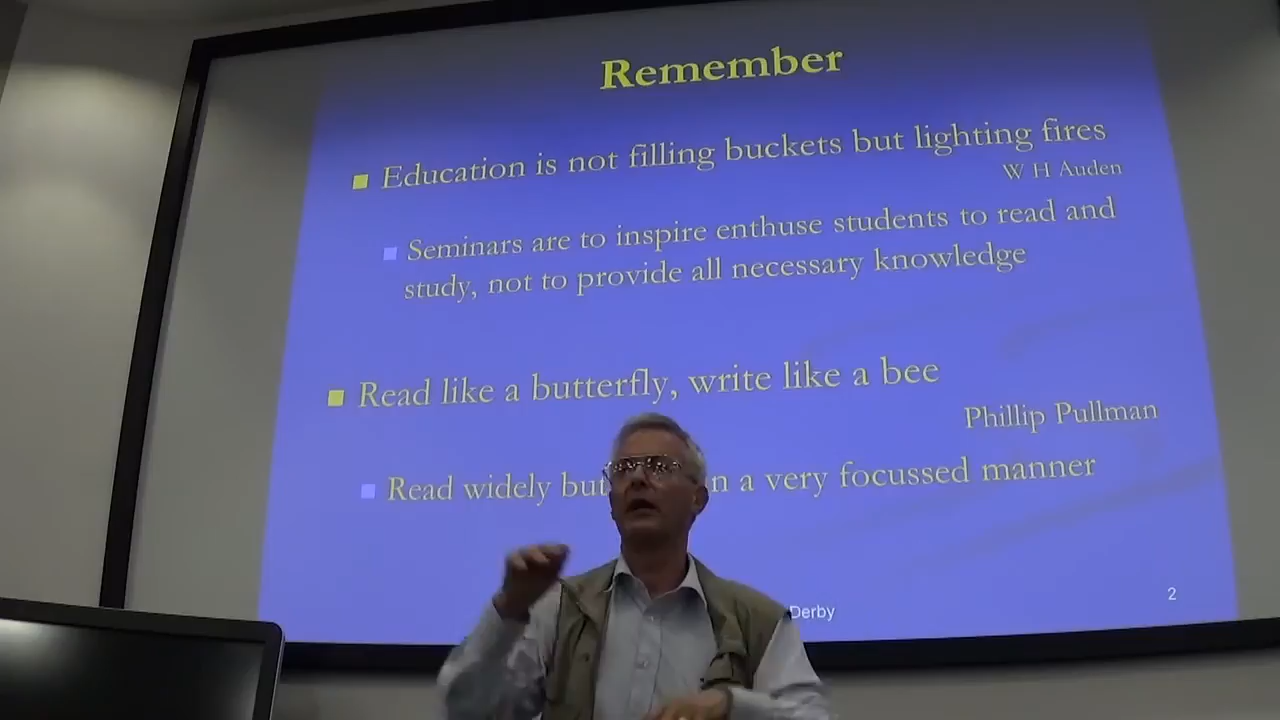 Remember
Education is not filling buckets but lighting fires
W H Auden
Seminars are to inspire enthuse students to read and
study, not to provide all necessary knowledge
Read like a butterfly, write like a bee
Phillip Pullman
Read widely but n a very focussed manner
Derby
2